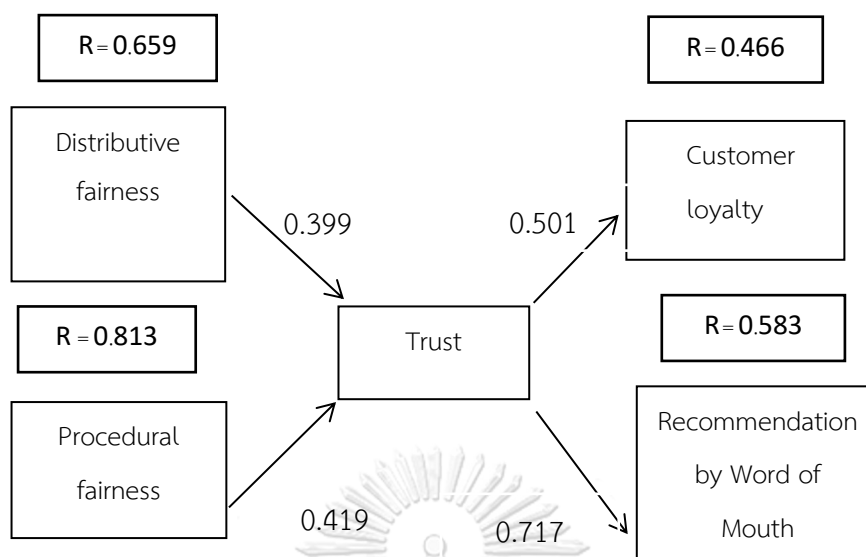 R = 0.659
R = 0.466
Distributive
fairness
Customer
loyalty
0.399
0.501
R = 0.813
R = 0.583
Trust
Procedural
fairness
Recommendation
by Word of
Mouth
0.419
0.717